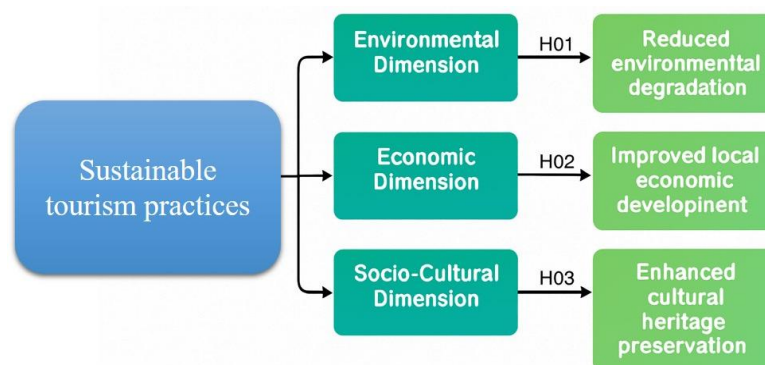 Sustainable
tourism practices
Environmental
Dimension
H01
Reduced
environmenttal
degradation
Economic
Dimension
H02
Improved local
economic
developinent
Socio-Cultural
Dimension
H03
Enhanced
cultural
heritage
preservation